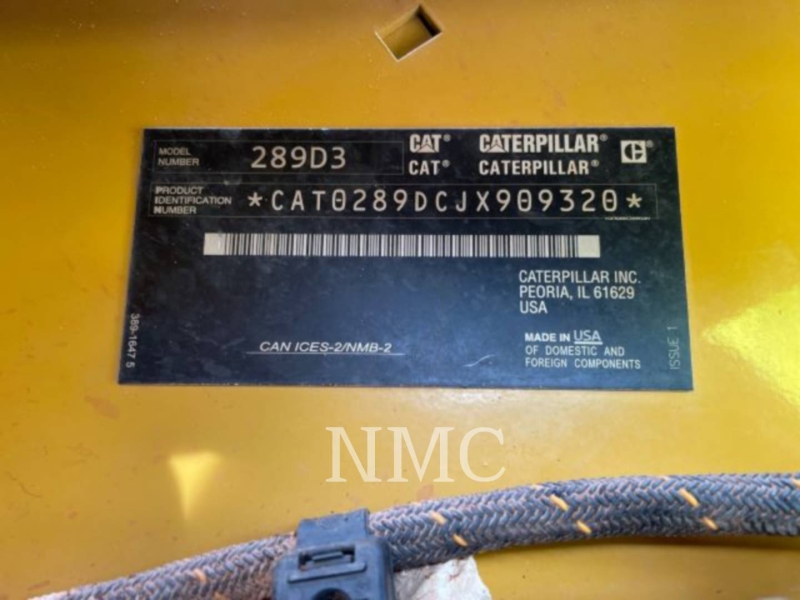 MODEL NUMBER 289D3
CAT® CATERPILLAR® C
CAT® CATERPILLAR®
PRODUCT IDENTIFICATION NUMBER *CAT0289DCJX909320*
CATERPILLAR INC.
PEORIA, IL 61629
USA
389-1647 5
CAN ICES-2/NMB-2
MADE IN USA
OF DOMESTIC AND
FOREIGN COMPONENTS
ISSUE 1
NMC